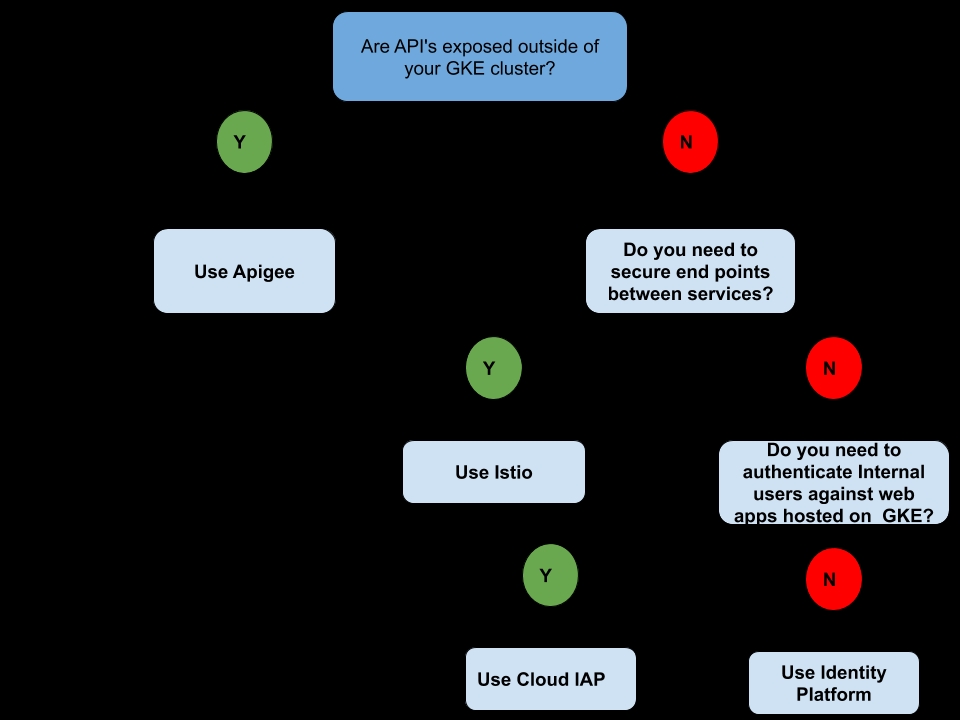 Are API's exposed outside of
your GKE cluster?
Y
N
Use Apigee
Do you need to
secure end points
between services?
Y
N
Use Istio
Do you need to
authenticate Internal
users against web
apps hosted on  GKE?
Y
N
Use Cloud IAP
Use Identity
Platform